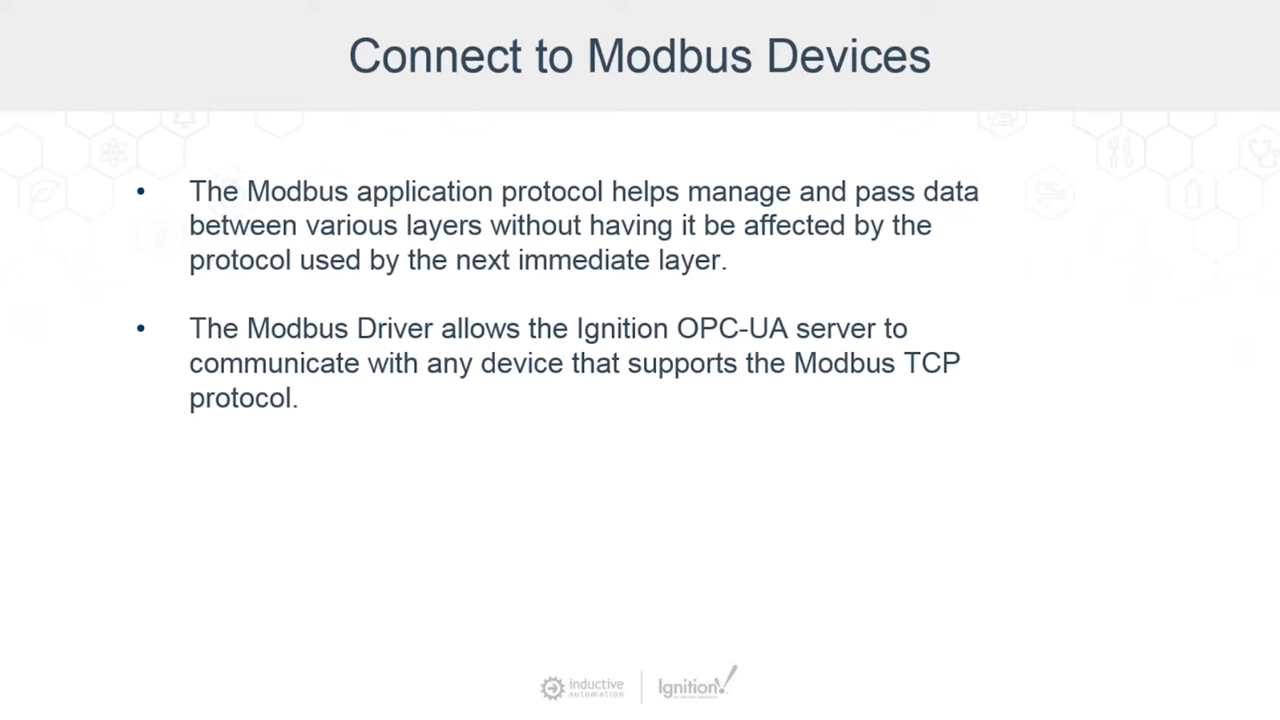 Connect to Modbus Devices
• The Modbus application protocol helps manage and pass data
between various layers without having it be affected by the
protocol used by the next immediate layer.
• The Modbus Driver allows the Ignition OPC-UA server to
communicate with any device that supports the Modbus TCP
protocol.
inductive
automation
Ignition!